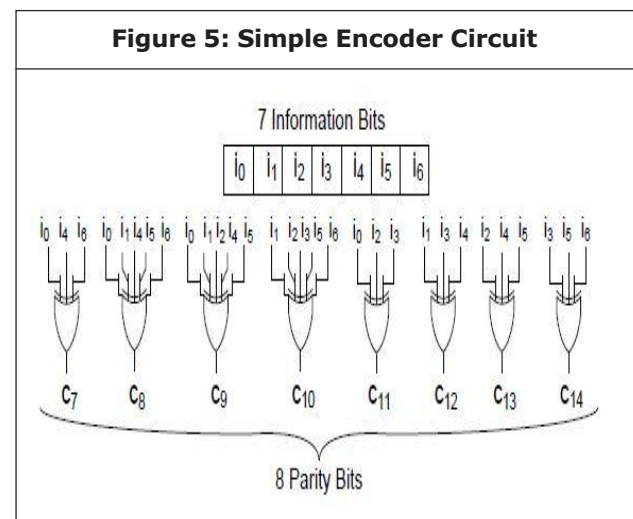 Figure 5: Simple Encoder Circuit
7 Information Bits
i0 i1 i2 i3 i4 i5 i6
i0 i4 i6 i0 i1 i4 i5 i6 i0 i1 i2 i4 i5 i1 i2 i3 i5 i6 i0 i2 i3 i1 i3 i4 i2 i4 i5 i3 i5 i6
c7 c8 c9 c10 c11 c12 c13 c14
8 Parity Bits